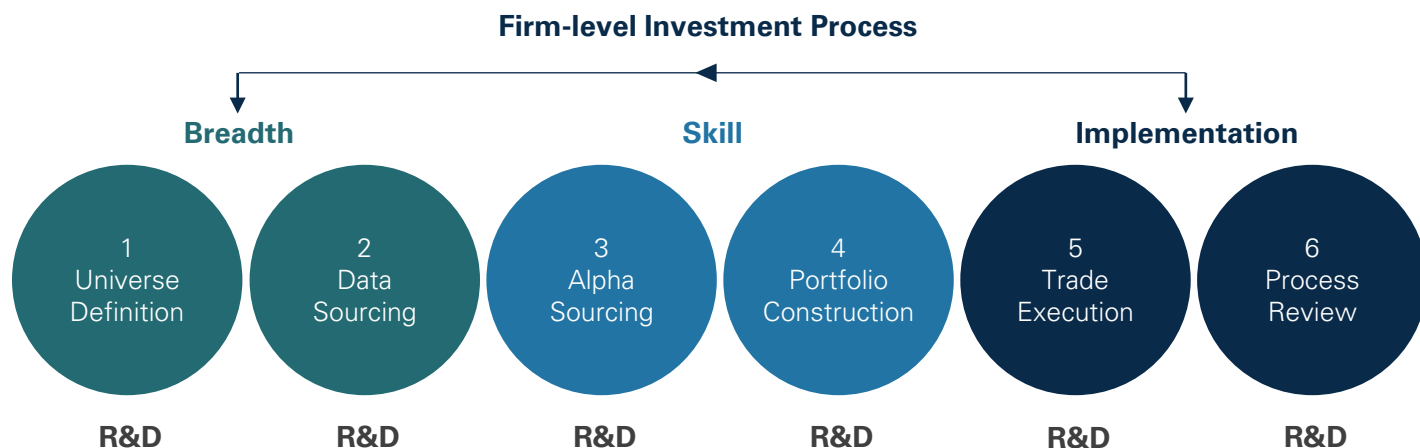 Firm-level Investment Process
Breadth
Skill
Implementation
1
Universe
Definition
2
Data
Sourcing
3
Alpha
Sourcing
4
Portfolio
Construction
5
Trade
Execution
6
Process
Review
R&D
R&D
R&D
R&D
R&D
R&D